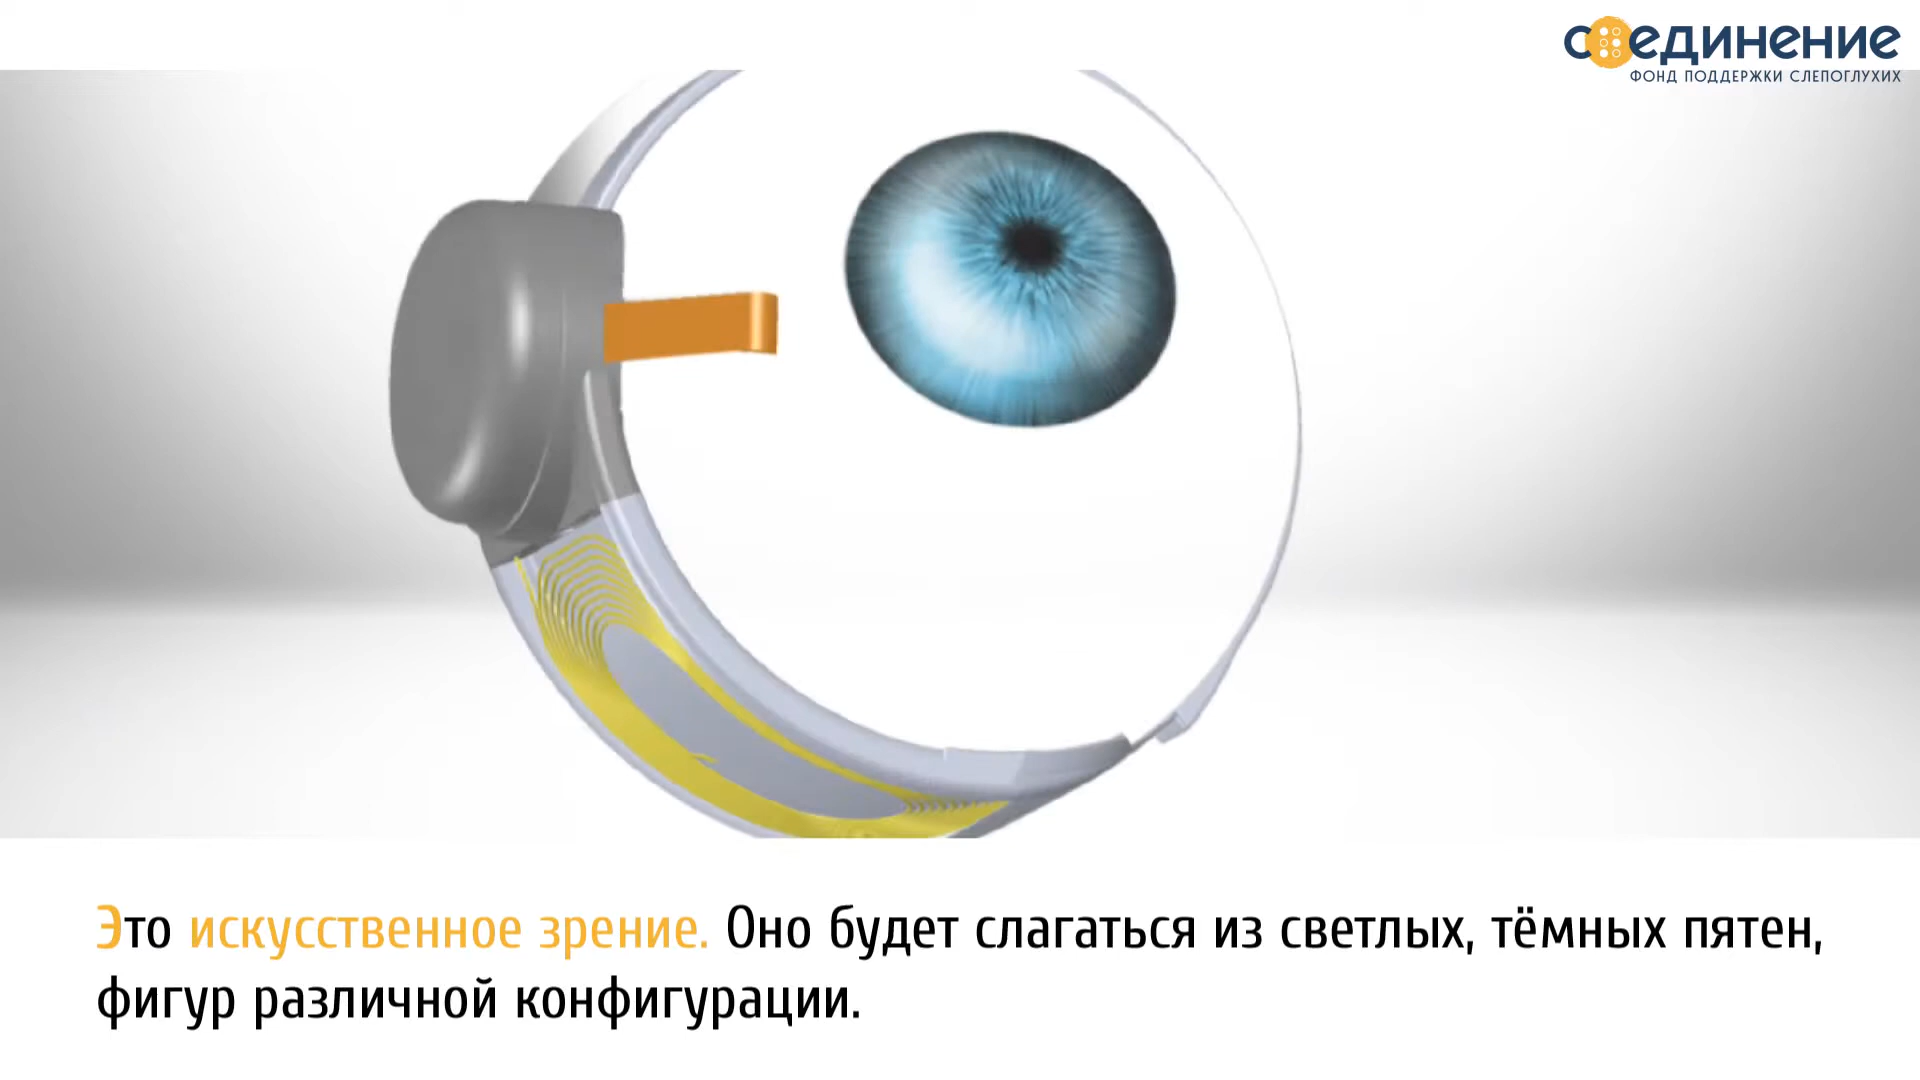 соединение
ФОНД ПОДДЕРЖКИ СЛЕПОГЛУХИХ
Это искусственное зрение. Оно будет слагаться из светлых, тёмных пятен,
фигур различной конфигурации.